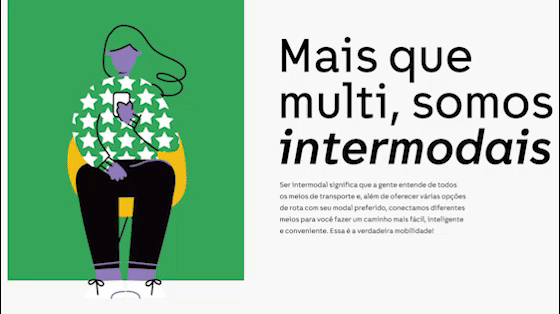 Mais que
multi, somos
intermodais
Ser intermodal significa que a gente entende de todos
os meios de transporte e, além de oferecer várias opções
de rota com seu modal preferido, conectamos diferentes
meios para você fazer um caminho mais fácil, inteligente
e conveniente. Essa é a verdadeira mobilidade!